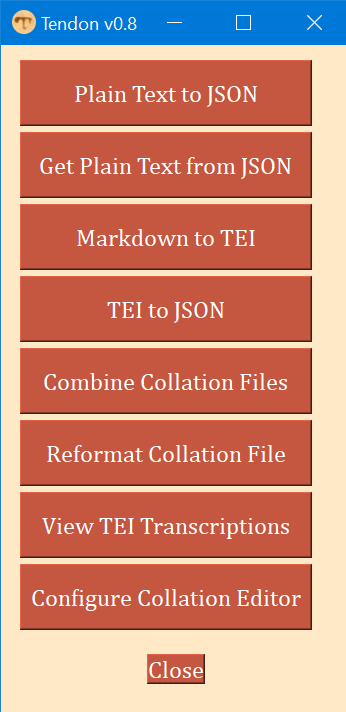 Tendon v0.8
Plain Text to JSON
Get Plain Text from JSON
Markdown to TEI
TEI to JSON
Combine Collation Files
Reformat Collation File
View TEI Transcriptions
Configure Collation Editor
Close